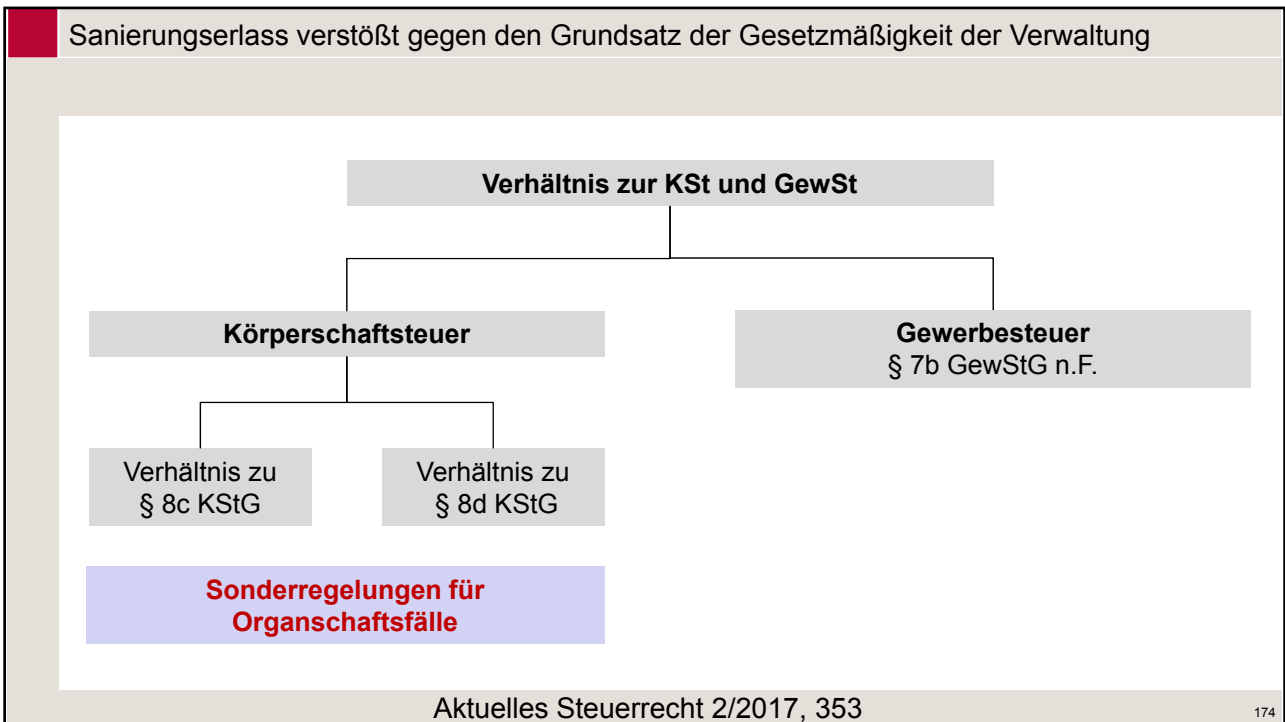 Sanierungserlass verstößt gegen den Grundsatz der Gesetzmäßigkeit der Verwaltung
Verhältnis zur KSt und GewSt
Körperschaftsteuer
Gewerbesteuer
§ 7b GewStG n.F.
Verhältnis zu
§ 8c KStG
Verhältnis zu
§ 8d KStG
Sonderregelungen für
Organschaftsfälle
Aktuelles Steuerrecht 2/2017, 353
174